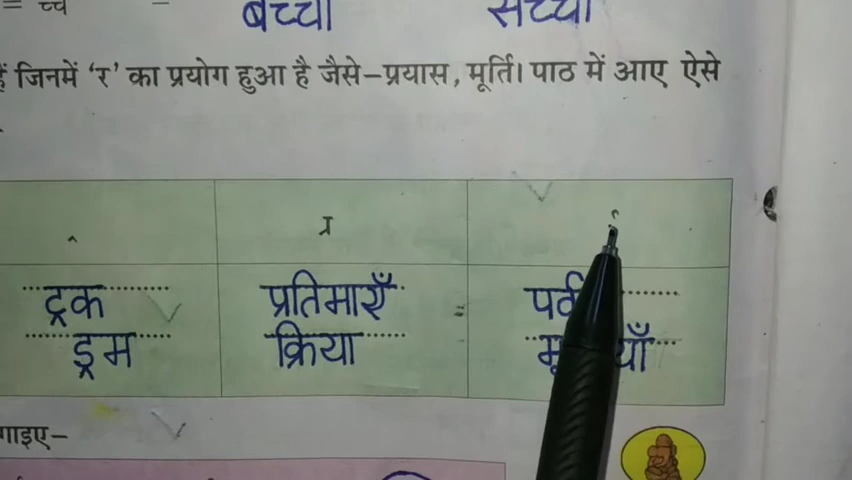 = च्च – बच्चा सच्चा
हैं जिनमें ‘र’ का प्रयोग हुआ है जैसे–प्रयास, मूर्ति। पाठ में आए ऐसे
ट्रक प्रतिमाएँ
ड्रम क्रिया
गाइए–